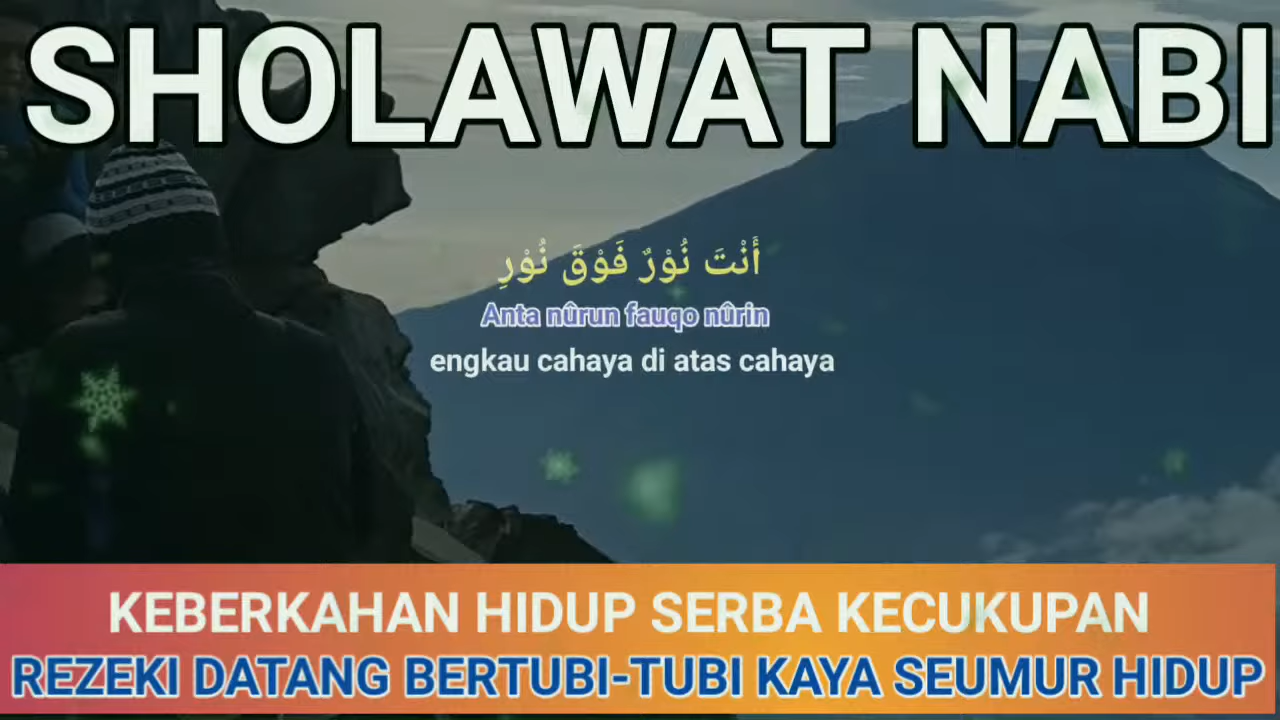 SHOLAWAT NABI
أَنْتَ نُوْرٌ فَوْقَ نُوْرِ
Anta nûrun fauqo nûrin
engkau cahaya di atas cahaya
KEBERKAHAN HIDUP SERBA KECUKUPAN
REZEKI DATANG BERTUBI-TUBI KAYA SEUMUR HIDUP